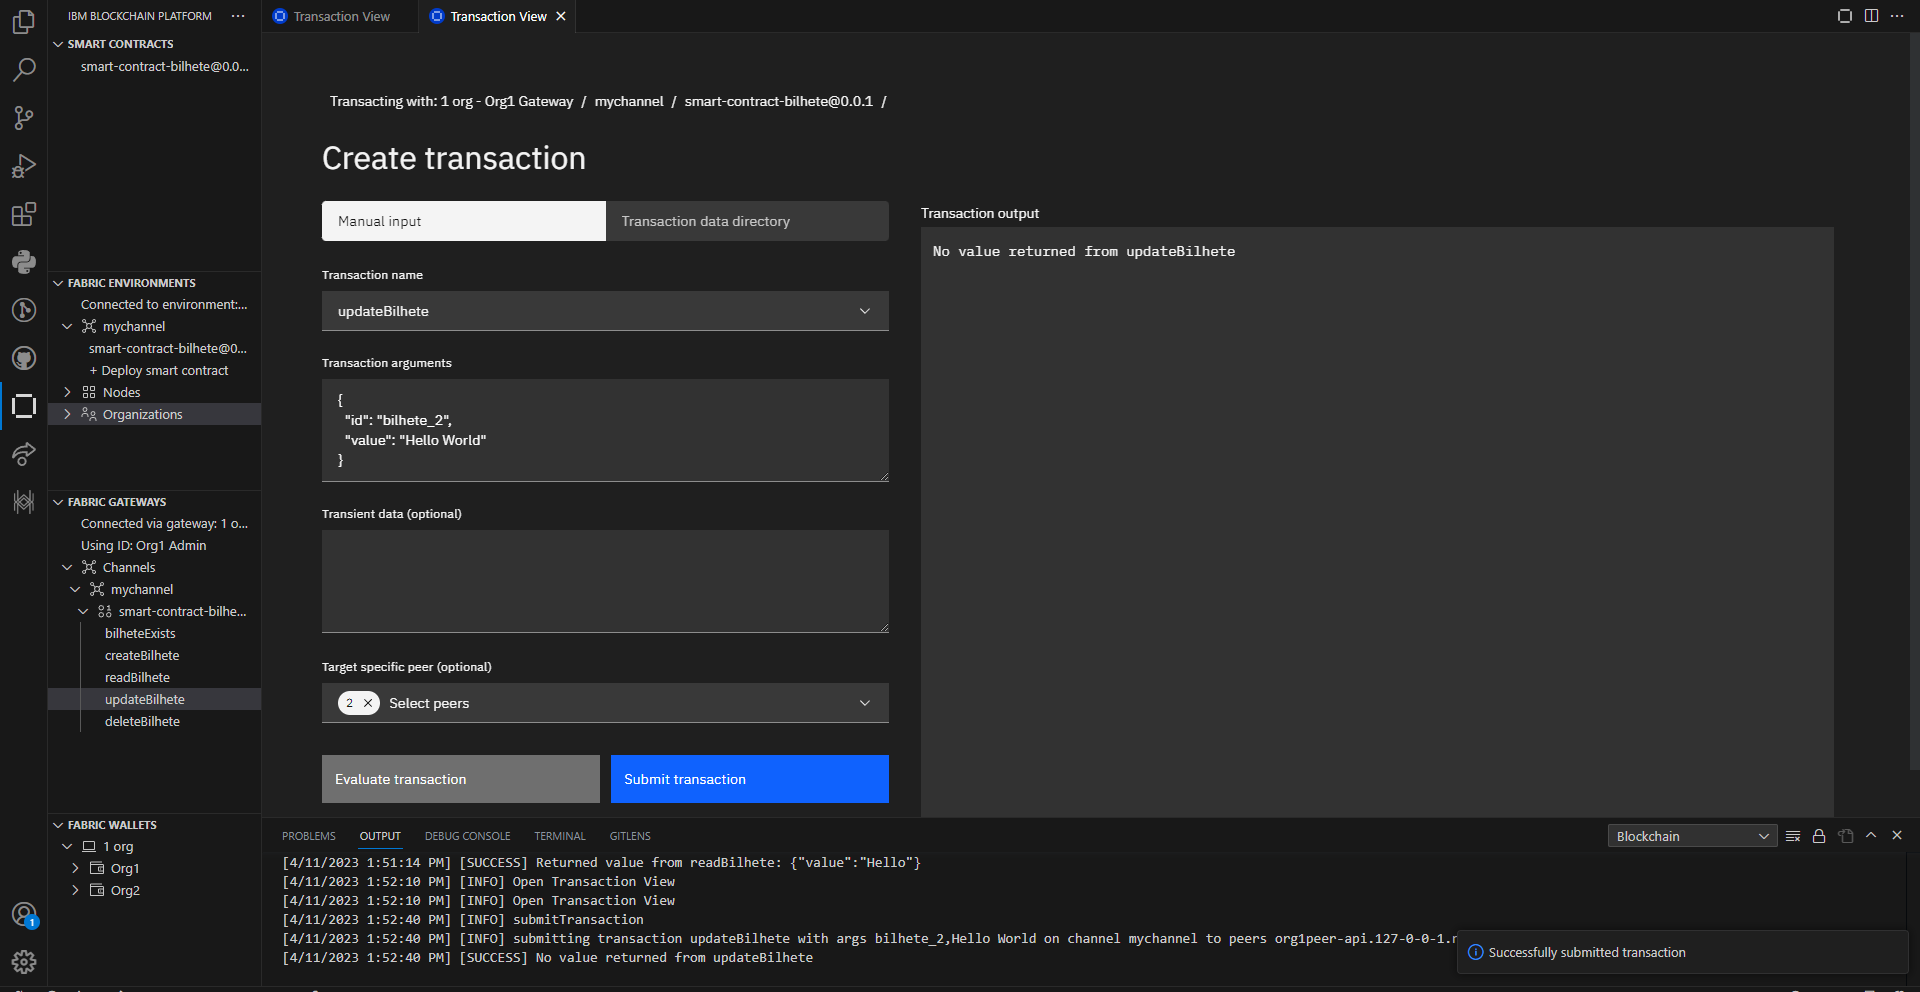 IBM BLOCKCHAIN PLATFORM
Transaction View
Transaction View
SMART CONTRACTS
smart-contract-bilhete@0.0...
Transacting with: 1 org - Org1 Gateway / mychannel / smart-contract-bilhete@0.0.1 /
Create transaction
Manual input
Transaction data directory
Transaction output
No value returned from updateBilhete
Transaction name
updateBilhete
Transaction arguments
{
"id": "bilhete_2",
"value": "Hello World"
}
Transient data (optional)
Target specific peer (optional)
2
Select peers
Evaluate transaction
Submit transaction
FABRIC ENVIRONMENTS
Connected to environment:...
mychannel
smart-contract-bilhete@0...
+ Deploy smart contract
Nodes
Organizations
FABRIC GATEWAYS
Connected via gateway: 1 o...
Using ID: Org1 Admin
Channels
mychannel
smart-contract-bilhe...
bilheteExists
createBilhete
readBilhete
updateBilhete
deleteBilhete
FABRIC WALLETS
1 org
Org1
Org2
1
PROBLEMS
OUTPUT
DEBUG CONSOLE
TERMINAL
GITLENS
Blockchain
[4/11/2023 1:51:14 PM] [SUCCESS] Returned value from readBilhete: {"value":"Hello"}
[4/11/2023 1:52:10 PM] [INFO] Open Transaction View
[4/11/2023 1:52:10 PM] [INFO] Open Transaction View
[4/11/2023 1:52:40 PM] [INFO] submitTransaction
[4/11/2023 1:52:40 PM] [INFO] submitting transaction updateBilhete with args bilhete_2,Hello World on channel mychannel to peers org1peer-api.127-0-0-1.
[4/11/2023 1:52:40 PM] [SUCCESS] No value returned from updateBilhete
Successfully submitted transaction